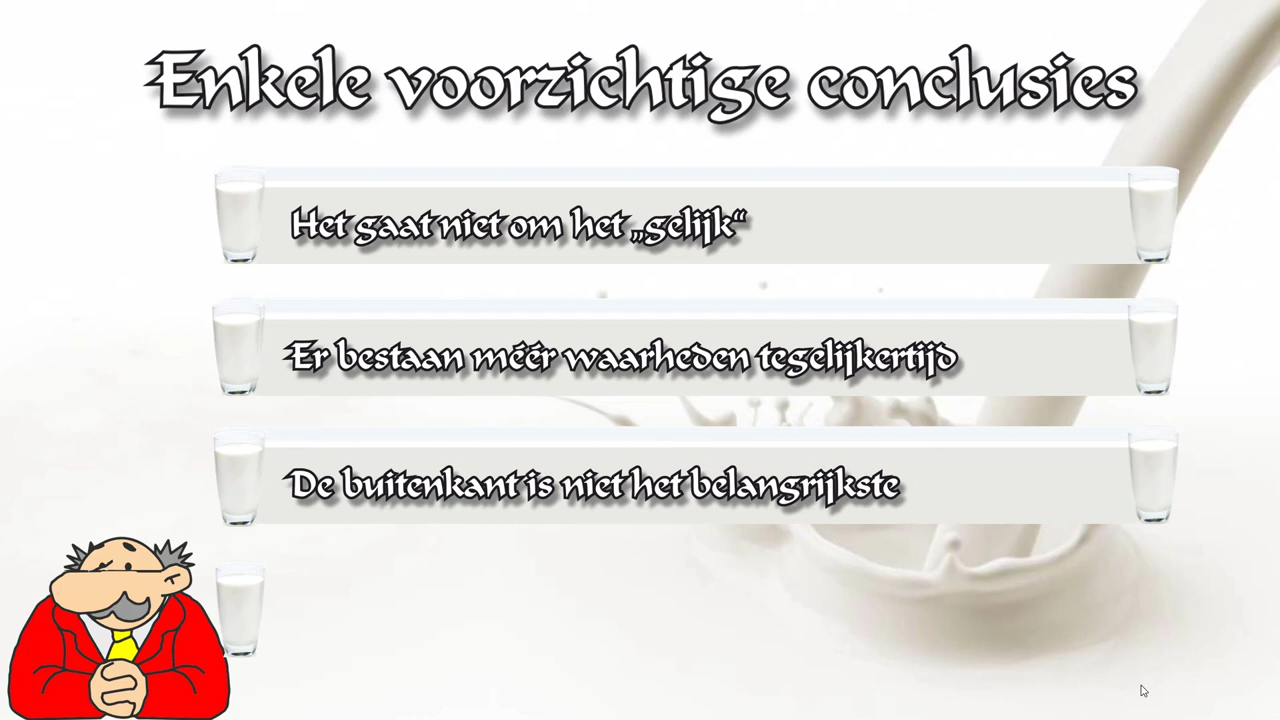 Enkele voorzichtige conclusies
Het gaat niet om het „gelijk“
Er bestaan méér waarheden tegelijkertijd
De buitenkant is niet het belangrijkste